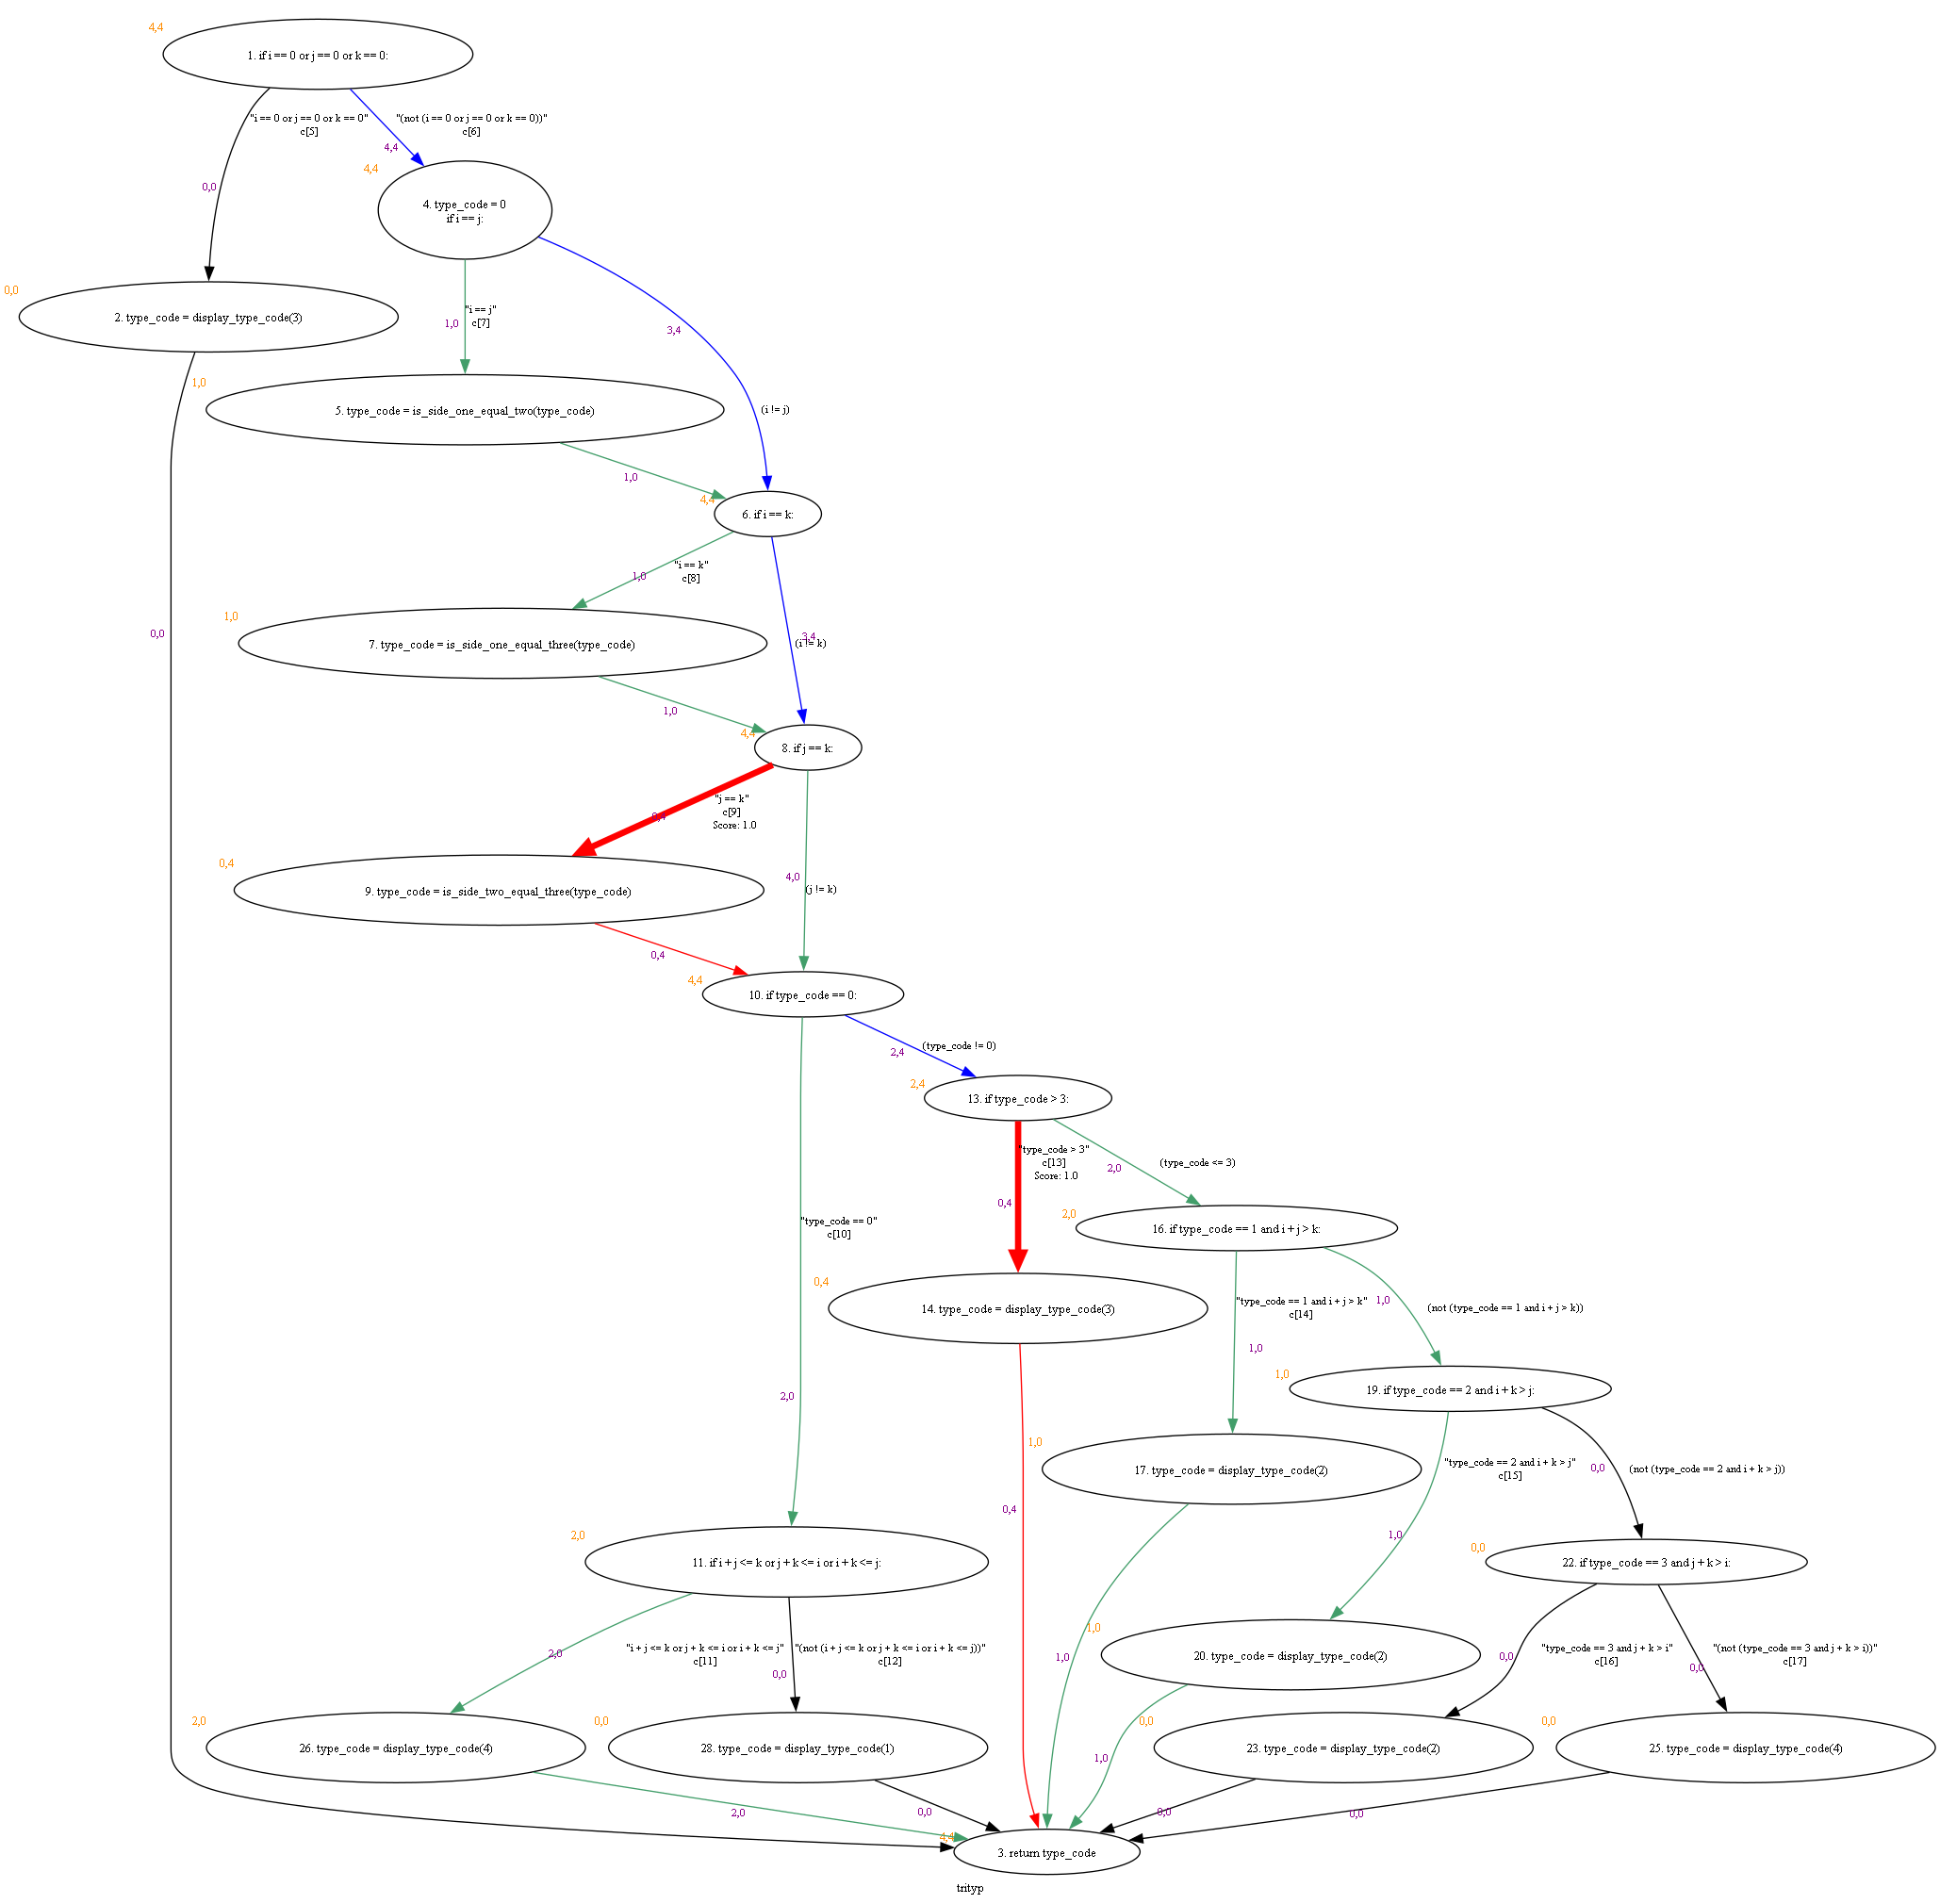 4,4
1. if i == 0 or j == 0 or k == 0:
"i == 0 or j == 0 or k == 0"
c[5]
"(not (i == 0 or j == 0 or k == 0))"
c[6]
4,4
4,4
0,0
4. type_code = 0
if i == j:
0,0
2. type_code = display_type_code(3)
"i == j"
c[7]
1,0
3,4
1,0
5. type_code = is_side_one_equal_two(type_code)
(i != j)
1,0
4,4
6. if i == k:
"i == k"
c[8]
1,0
1,0
0,0
3,4
(i != k)
7. type_code = is_side_one_equal_three(type_code)
1,0
4,4
8. if j == k:
"j == k"
c[9]
Score: 1.0
0,4
0,4
4,0
(j != k)
9. type_code = is_side_two_equal_three(type_code)
0,4
4,4
10. if type_code == 0:
(type_code != 0)
2,4
2,4
13. if type_code > 3:
"type_code > 3"
c[13]
Score: 1.0
2,0
(type_code <= 3)
0,4
2,0
16. if type_code == 1 and i + j > k:
"type_code == 0"
c[10]
0,4
14. type_code = display_type_code(3)
"type_code == 1 and i + j > k"
c[14]
1,0
(not (type_code == 1 and i + j > k))
1,0
1,0
19. if type_code == 2 and i + k > j:
2,0
1,0
17. type_code = display_type_code(2)
"type_code == 2 and i + k > j"
c[15]
0,0
(not (type_code == 2 and i + k > j))
0,4
1,0
2,0
11. if i + j <= k or j + k <= i or i + k <= j:
0,0
22. if type_code == 3 and j + k > i:
1,0
"i + j <= k or j + k <= i or i + k <= j"
c[11]
2,0
"(not (i + j <= k or j + k <= i or i + k <= j))"
c[12]
0,0
1,0
20. type_code = display_type_code(2)
"type_code == 3 and j + k > i"
c[16]
0,0
"(not (type_code == 3 and j + k > i))"
c[17]
0,0
2,0
26. type_code = display_type_code(4)
0,0
28. type_code = display_type_code(1)
0,0
23. type_code = display_type_code(2)
0,0
25. type_code = display_type_code(4)
1,0
2,0
0,0
0,0
0,0
4,4
3. return type_code
trityp